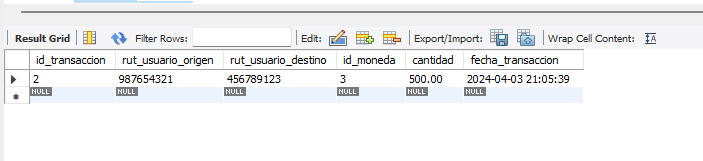 Result Grid Filter Rows: Edit: Export/Import: Wrap Cell Content:
id_transaccion rut_usuario_origen rut_usuario_destino id_moneda cantidad fecha_transaccion
2 987654321 456789123 3 500.00 2024-04-03 21:05:39
NULL NULL NULL NULL NULL NULL